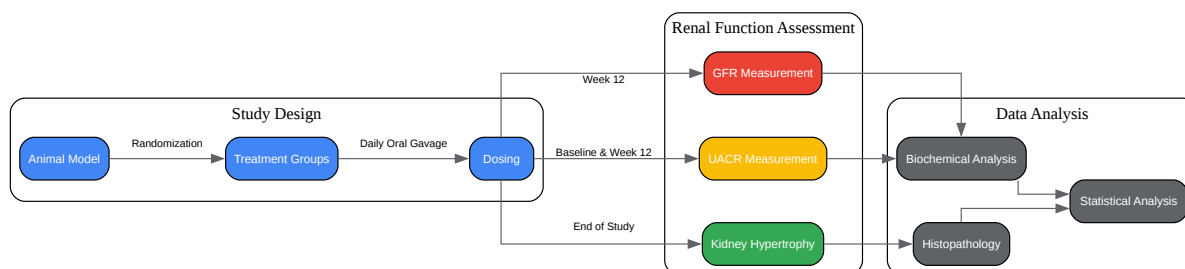 Renal Function Assessment
GFR Measurement
Week 12
Study Design
Data Analysis
Animal Model
Randomization
Treatment Groups
Daily Oral Gavage
Dosing
Baseline & Week 12
UACR Measurement
Biochemical Analysis
Statistical Analysis
End of Study
Kidney Hypertrophy
Histopathology